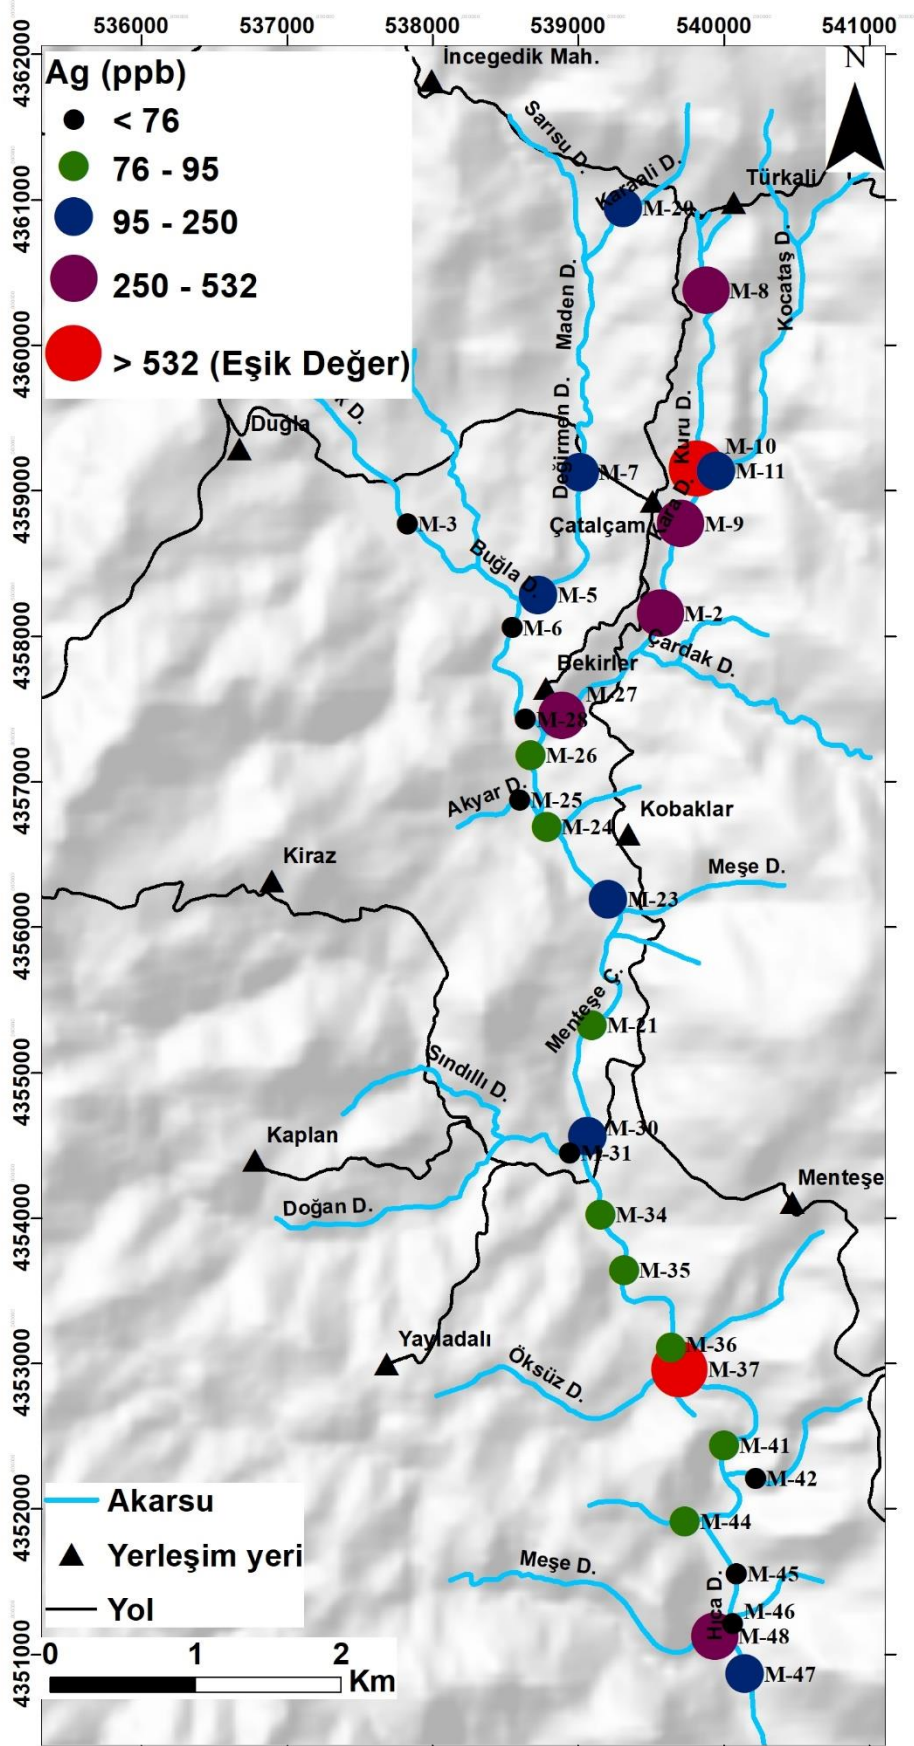 536000 537000 538000 539000 540000 541000
4362000
4361000
4360000
4359000
4358000
4357000
4356000
4355000
4354000
4353000
4352000
4351000
Ag (ppb)
< 76
76 - 95
95 - 250
250 - 532
> 532 (Eşik Değer)
N
İncegedik Mah.
Sarısu D.
Karaali D.
Türkali
M-20
Kocataş D.
M-8
Maden D.
Değirmen D.
Kuru D.
D.
Duğla
M-10
M-7
M-11
M-3
Çatalçam
Kara D.
M-9
Buğla D.
M-5
M-6
M-2
Çardak D.
Bekirler
M-27
M-28
M-26
Akyar D.
M-25
M-24
Kobaklar
Kiraz
Meşe D.
M-23
Menteşe Ç.
M-21
Sındıllı D.
M-30
M-31
Kaplan
Menteşe
Doğan D.
M-34
M-35
Yayladalı
M-36
M-37
Öksüz D.
M-41
M-42
M-44
Meşe D.
M-45
M-46
Hıca D.
M-48
M-47
Akarsu
Yerleşim yeri
Yol
0 1 2
Km